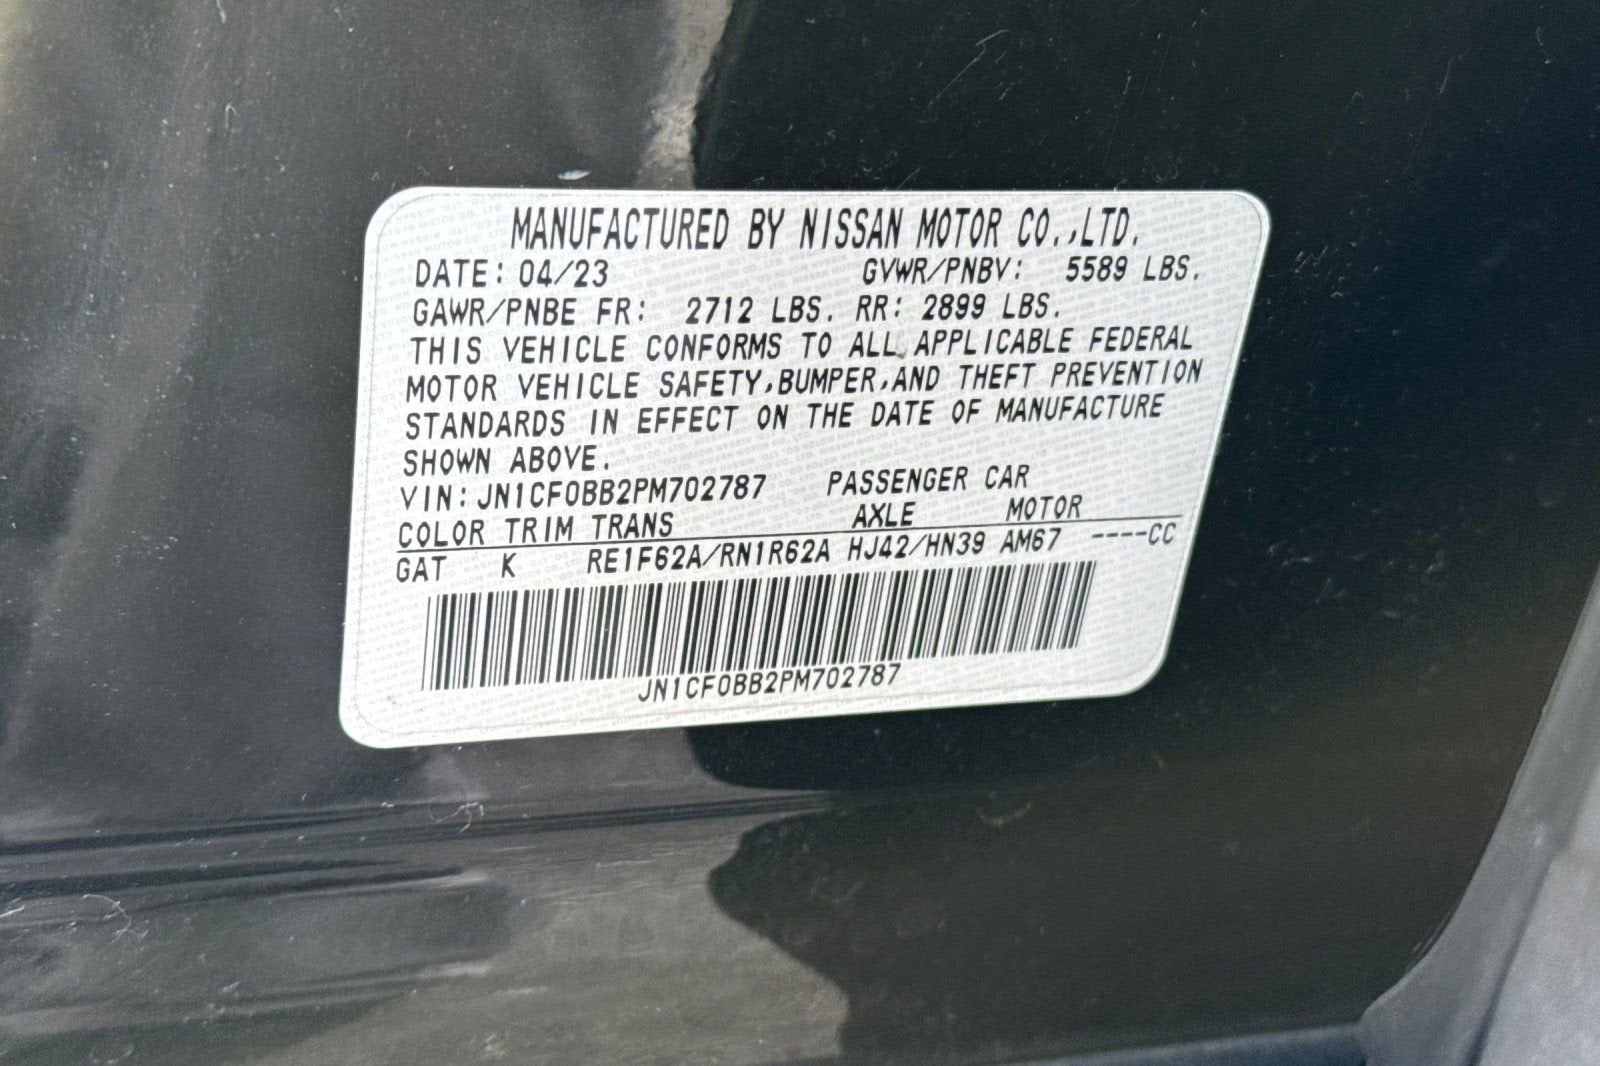 MANUFACTURED BY NISSAN MOTOR CO.,LTD.
DATE: 04/23 GVWR/PNBV: 5589 LBS.
GAWR/PNBE FR: 2712 LBS. RR: 2899 LBS.
THIS VEHICLE CONFORMS TO ALL APPLICABLE FEDERAL
MOTOR VEHICLE SAFETY,BUMPER,AND THEFT PREVENTION
STANDARDS IN EFFECT ON THE DATE OF MANUFACTURE
SHOWN ABOVE.
VIN: JN1CF0BB2PM702787 PASSENGER CAR
COLOR TRIM TRANS AXLE MOTOR
GAT K RE1F62A/RN1R62A HJ42/HN39 AM67 ----CC
JN1CF0BB2PM702787